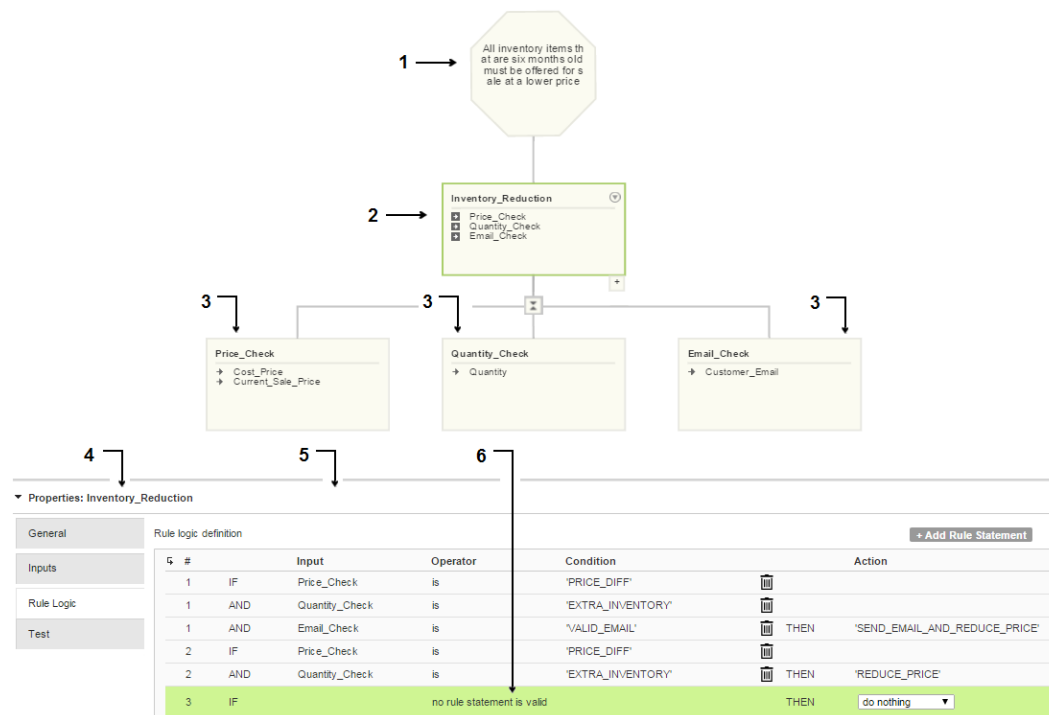 1
All inventory items th
at are six months old
must be offered for s
ale at a lower price
2
Inventory_Reduction
Price_Check
Quantity_Check
Email_Check
+
3
3
3
Price_Check
Cost_Price
Current_Sale_Price
Quantity_Check
Quantity
Email_Check
Customer_Email
4
5
6
Properties: Inventory_Reduction
General
Inputs
Rule Logic
Test
Rule logic definition
+ Add Rule Statement
# Input Operator Condition Action
1 IF Price_Check is 'PRICE_DIFF'
1 AND Quantity_Check is 'EXTRA_INVENTORY'
1 AND Email_Check is 'VALID_EMAIL' THEN 'SEND_EMAIL_AND_REDUCE_PRICE'
2 IF Price_Check is 'PRICE_DIFF'
2 AND Quantity_Check is 'EXTRA_INVENTORY' THEN 'REDUCE_PRICE'
3 IF no rule statement is valid THEN do nothing